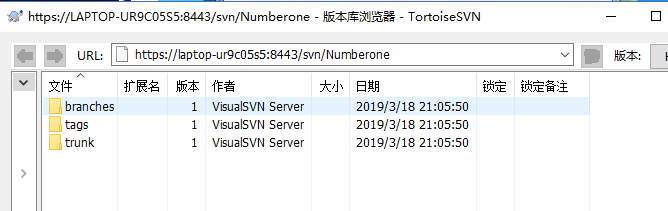 https://LAPTOP-UR9C05S5:8443/svn/Numberone - 版本库浏览器 - TortoiseSVN
URL: https://laptop-ur9c05s5:8443/svn/Numberone 版本: H
文件 扩展名 版本 作者 大小 日期 锁定 锁定备注
branches 1 VisualSVN Server 2019/3/18 21:05:50
tags 1 VisualSVN Server 2019/3/18 21:05:50
trunk 1 VisualSVN Server 2019/3/18 21:05:50